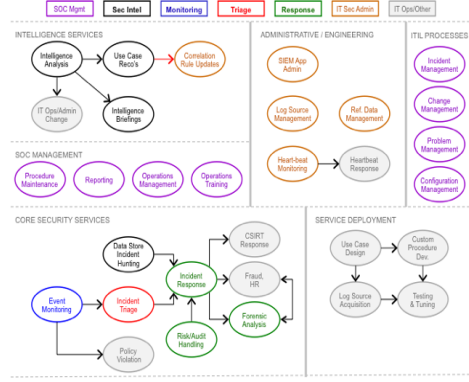 SOC Mgmt
Sec Intel
Monitoring
Triage
Response
IT Sec Admin
IT Ops/Other
INTELLIGENCE SERVICES
Intelligence
Analysis
Use Case
Reco's
Correlation
Rule Updates
IT Ops/Admin
Change
Intelligence
Briefings
ADMINSTRATIVE / ENGINEERING
SIEM App
Admin
Log Source
Management
Ref. Data
Management
Heart-beat
Monitoring
Heartbeat
Response
ITIL PROCESSES
Incident
Management
Change
Management
Problem
Management
Configuration
Management
SOC MANAGEMENT
Procedure
Maintenance
Reporting
Operations
Management
Operations
Training
CORE SECURITY SERVICES
Data Store
Incident
Hunting
CSIRT
Response
Incident
Response
Fraud,
HR
Event
Monitoring
Incident
Triage
Forensic
Analysis
Risk/Audit
Handling
Policy
Violation
SERVICE DEPLOYMENT
Use Case
Design
Custom
Procedure
Dev.
Log Source
Acquisition
Testing
& Tuning